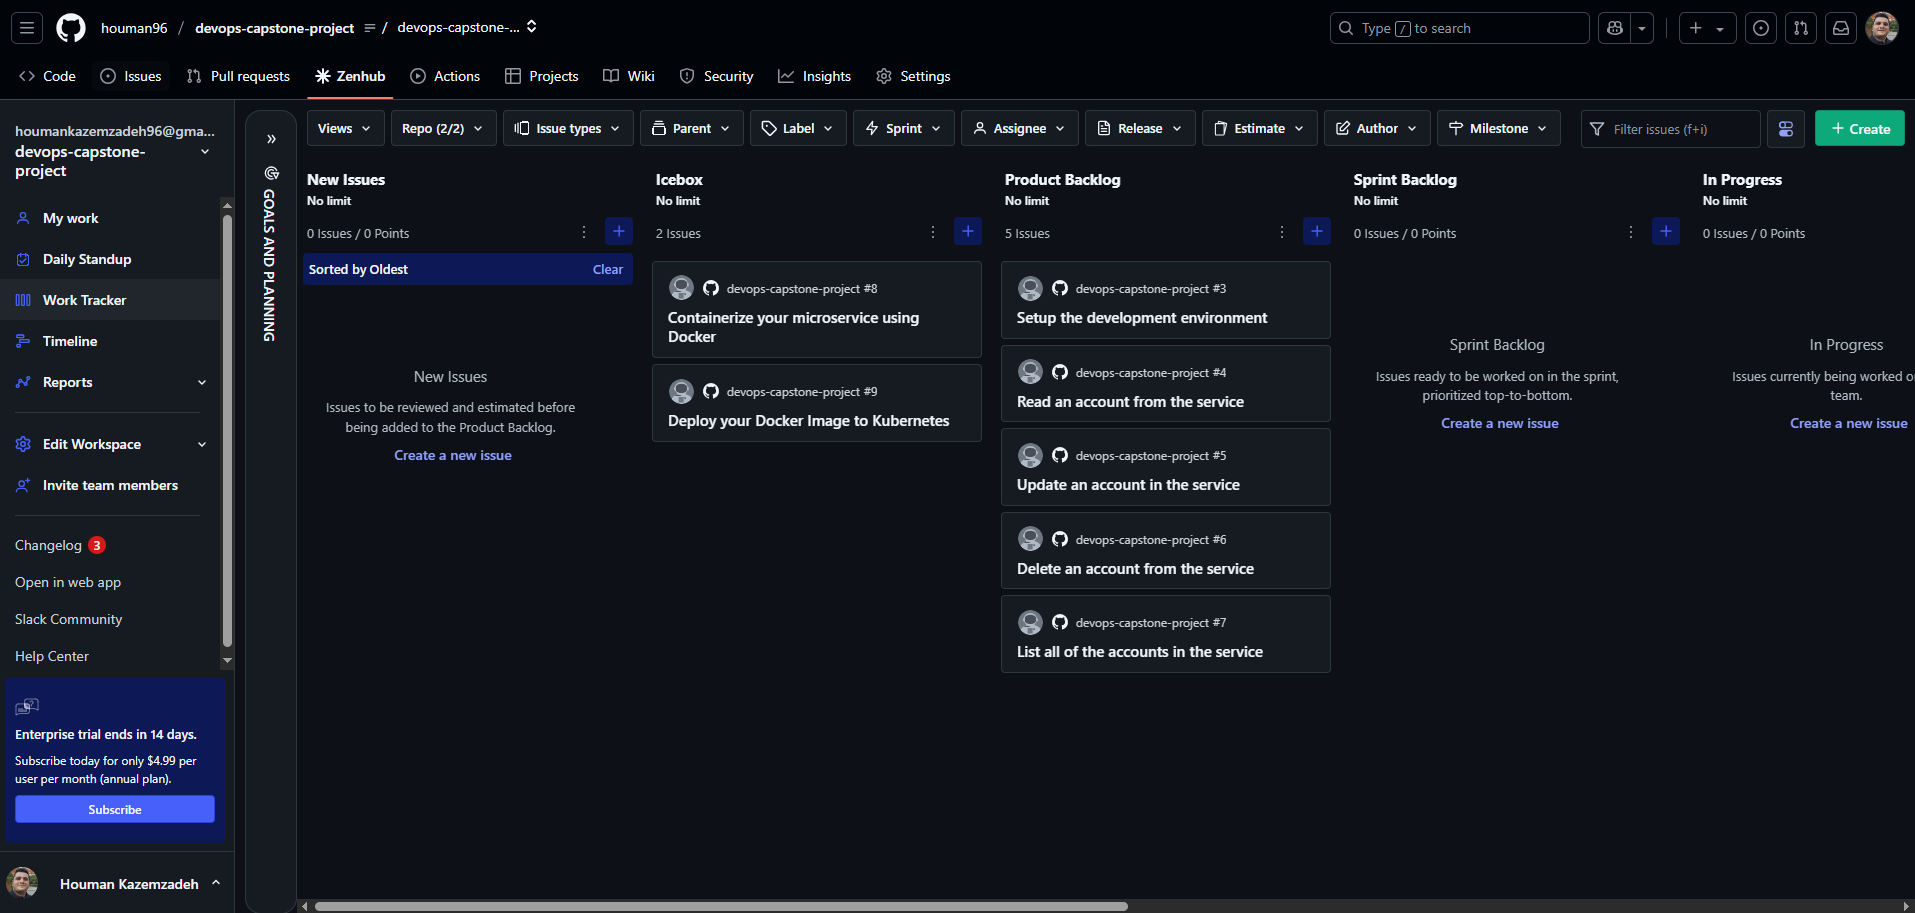 houman96 / devops-capstone-project / devops-capstone-...
Type / to search
Code
Issues
Pull requests
Zenhub
Actions
Projects
Wiki
Security
Insights
Settings
houmankazemzadeh96@gma...
devops-capstone-
project
My work
Daily Standup
Work Tracker
Timeline
Reports
Edit Workspace
Invite team members
Changelog 3
Open in web app
Slack Community
Help Center
Enterprise trial ends in 14 days.
Subscribe today for only $4.99 per
user per month (annual plan).
Subscribe
Houman Kazemzadeh
GOALS AND PLANNING
Views
Repo (2/2)
Issue types
Parent
Label
Sprint
Assignee
Release
Estimate
Author
Milestone
Filter issues (f+i)
Create
New Issues
No limit
0 Issues / 0 Points
Sorted by Oldest
Clear
New Issues
Issues to be reviewed and estimated before
being added to the Product Backlog.
Create a new issue
Icebox
No limit
2 Issues
devops-capstone-project #8
Containerize your microservice using
Docker
devops-capstone-project #9
Deploy your Docker Image to Kubernetes
Product Backlog
No limit
5 Issues
devops-capstone-project #3
Setup the development environment
devops-capstone-project #4
Read an account from the service
devops-capstone-project #5
Update an account in the service
devops-capstone-project #6
Delete an account from the service
devops-capstone-project #7
List all of the accounts in the service
Sprint Backlog
No limit
0 Issues / 0 Points
Sprint Backlog
Issues ready to be worked on in the sprint,
prioritized top-to-bottom.
Create a new issue
In Progress
No limit
0 Issues / 0 Points
In Progress
Issues currently being worked o
team.
Create a new issue